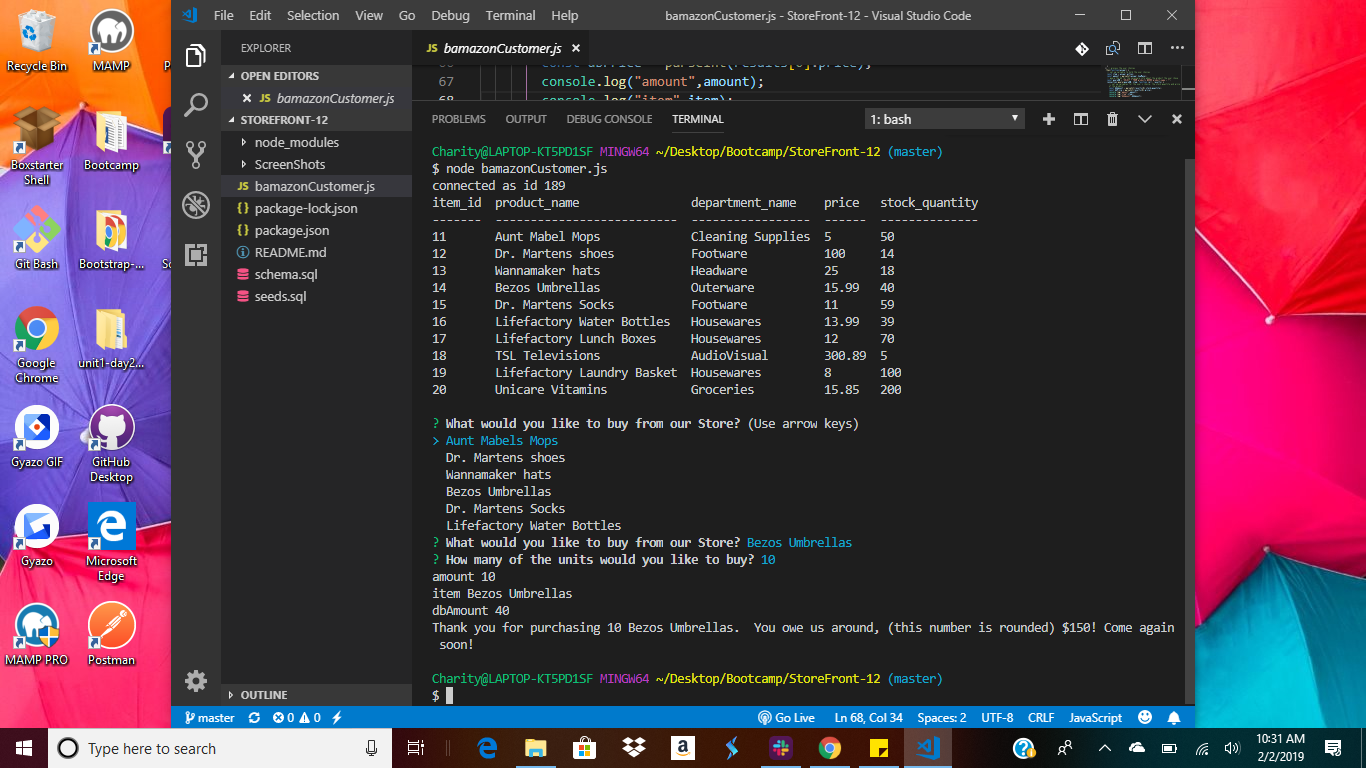 Recycle Bin
MAMP
Boxstarter Shell
Bootcamp
Git Bash
Bootstrap-...
Google Chrome
unit1-day2...
Gyazo GIF
GitHub Desktop
Gyazo
Microsoft Edge
MAMP PRO
Postman
File Edit Selection View Go Debug Terminal Help
bamazonCustomer.js - StoreFront-12 - Visual Studio Code
EXPLORER
OPEN EDITORS
JS bamazonCustomer.js
STOREFRONT-12
node_modules
ScreenShots
JS bamazonCustomer.js
{} package-lock.json
{} package.json
README.md
schema.sql
seeds.sql
OUTLINE
JS bamazonCustomer.js
67 console.log("amount",amount);
68 console.log("item",item);
PROBLEMS OUTPUT DEBUG CONSOLE TERMINAL 1: bash
Charity@LAPTOP-KT5PD1SF MINGW64 ~/Desktop/Bootcamp/StoreFront-12 (master)
$ node bamazonCustomer.js
connected as id 189
item_id product_name department_name price stock_quantity
------- -------------------------- ----------------- ------ --------------
11 Aunt Mabel Mops Cleaning Supplies 5 50
12 Dr. Martens shoes Footware 100 14
13 Wannamaker hats Headware 25 18
14 Bezos Umbrellas Outerware 15.99 40
15 Dr. Martens Socks Footware 11 59
16 Lifefactory Water Bottles Housewares 13.99 39
17 Lifefactory Lunch Boxes Housewares 12 70
18 TSL Televisions AudioVisual 300.89 5
19 Lifefactory Laundry Basket Housewares 8 100
20 Unicare Vitamins Groceries 15.85 200
? What would you like to buy from our Store? (Use arrow keys)
> Aunt Mabels Mops
Dr. Martens shoes
Wannamaker hats
Bezos Umbrellas
Dr. Martens Socks
Lifefactory Water Bottles
? What would you like to buy from our Store? Bezos Umbrellas
? How many of the units would you like to buy? 10
amount 10
item Bezos Umbrellas
dbAmount 40
Thank you for purchasing 10 Bezos Umbrellas.  You owe us around, (this number is rounded) $150! Come again
soon!
Charity@LAPTOP-KT5PD1SF MINGW64 ~/Desktop/Bootcamp/StoreFront-12 (master)
$
master 0 0 Go Live Ln 68, Col 34 Spaces: 2 UTF-8 CRLF JavaScript
Type here to search
10:31 AM
2/2/2019